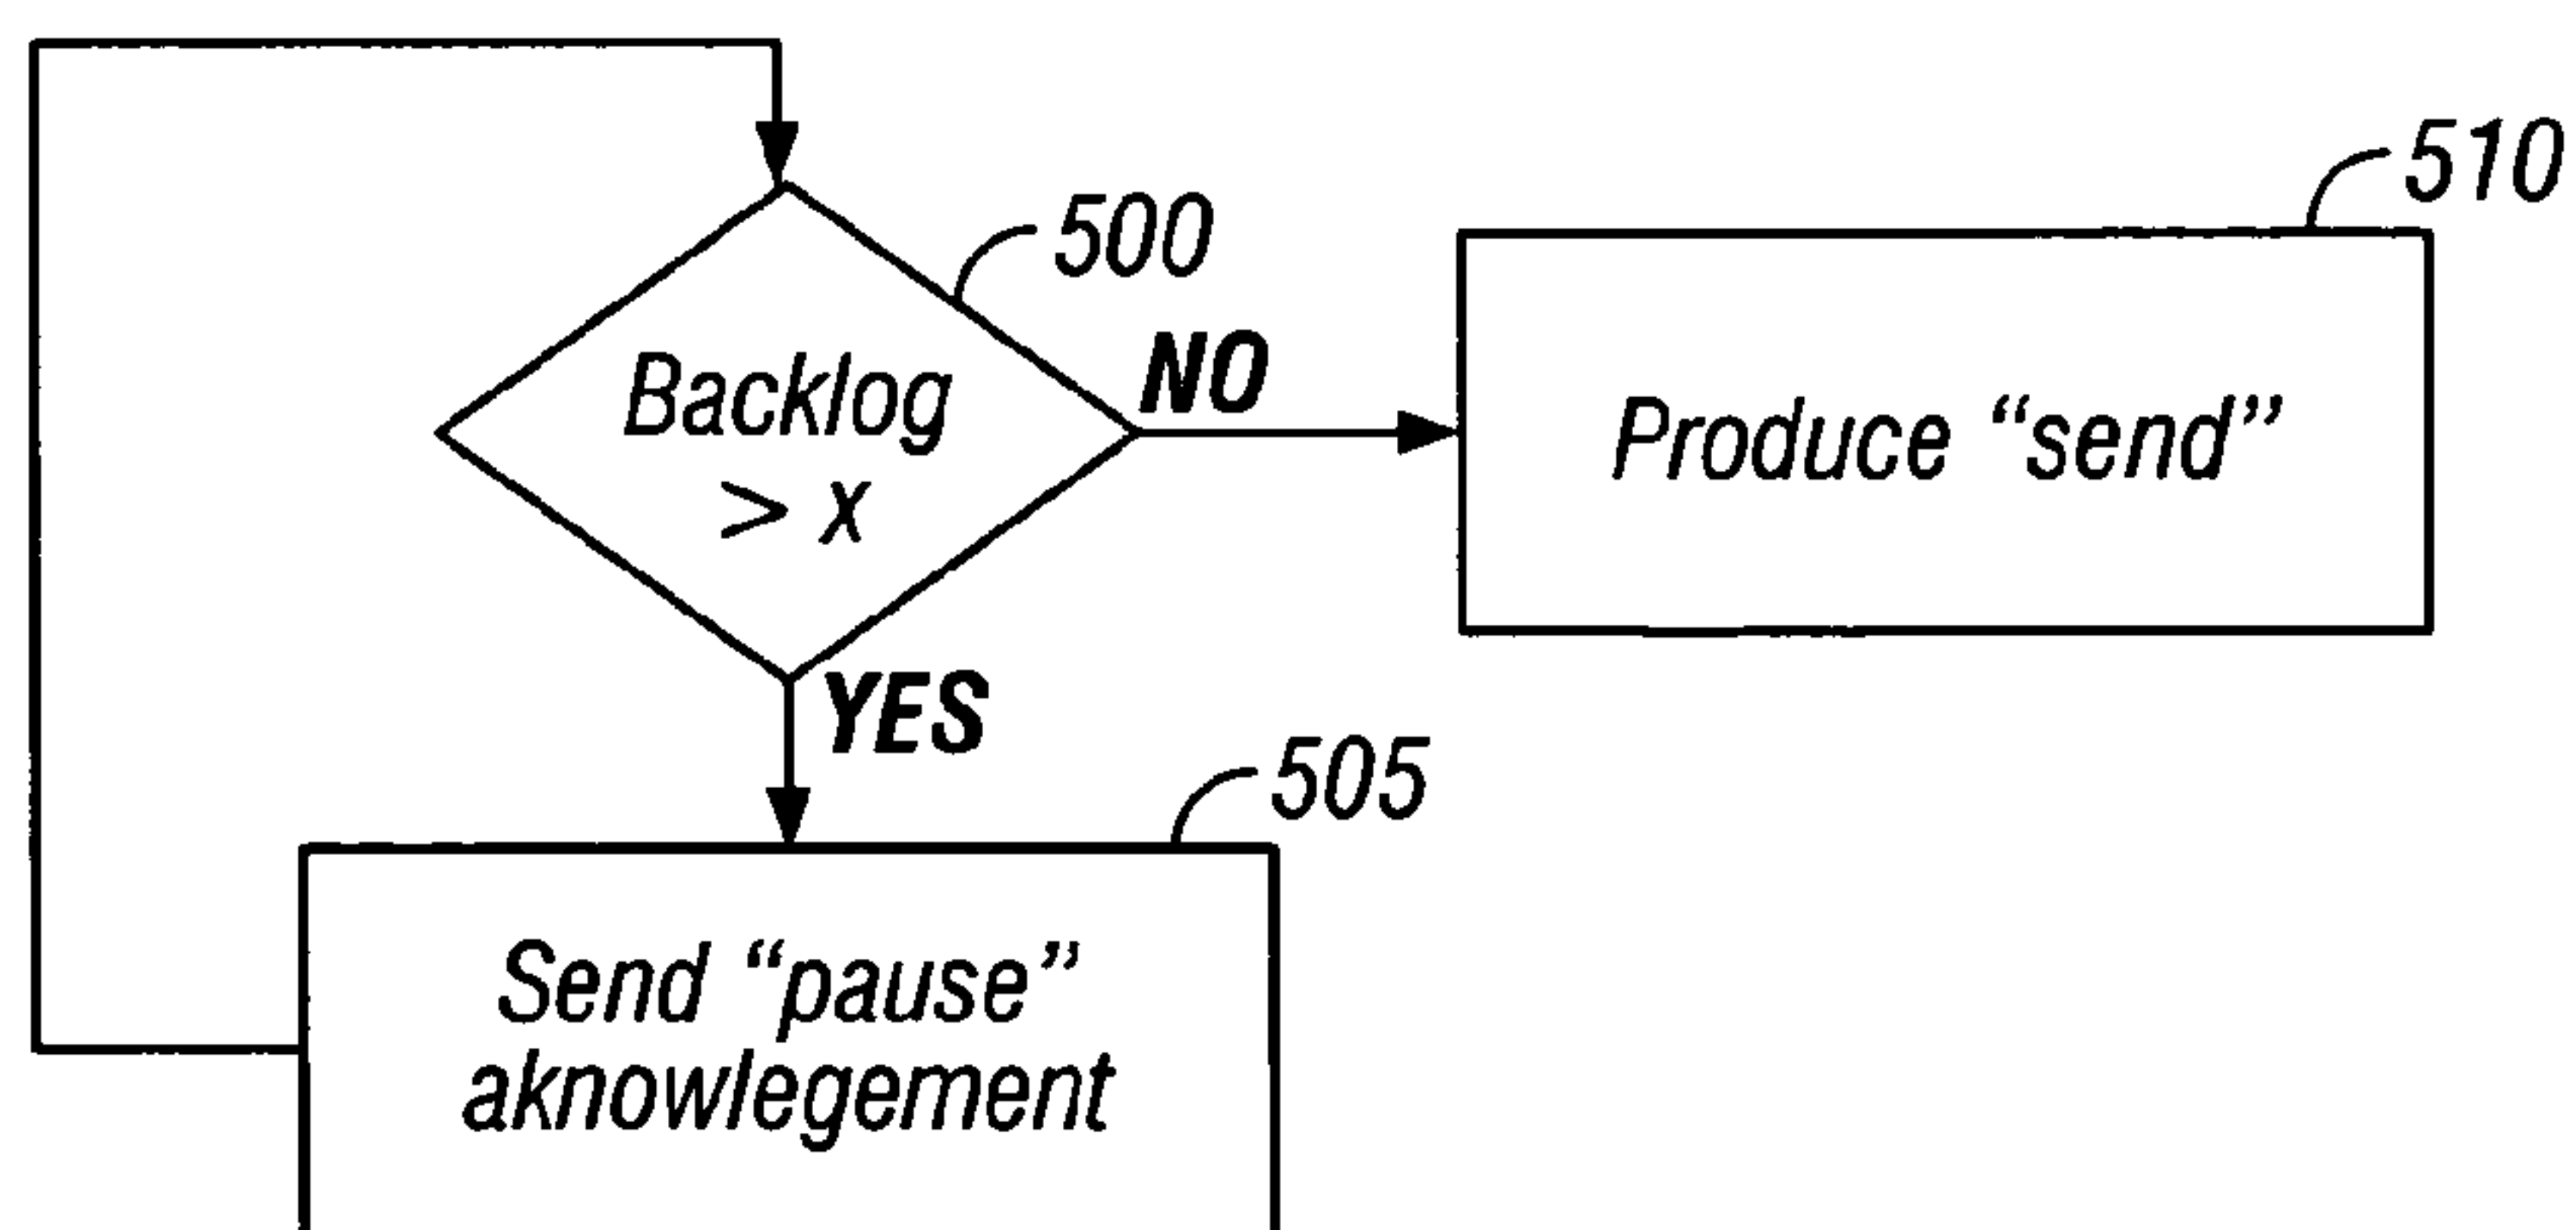 500
Backlog
> x
NO
510
Produce “send”
YES
505
Send “pause”
aknowlegement